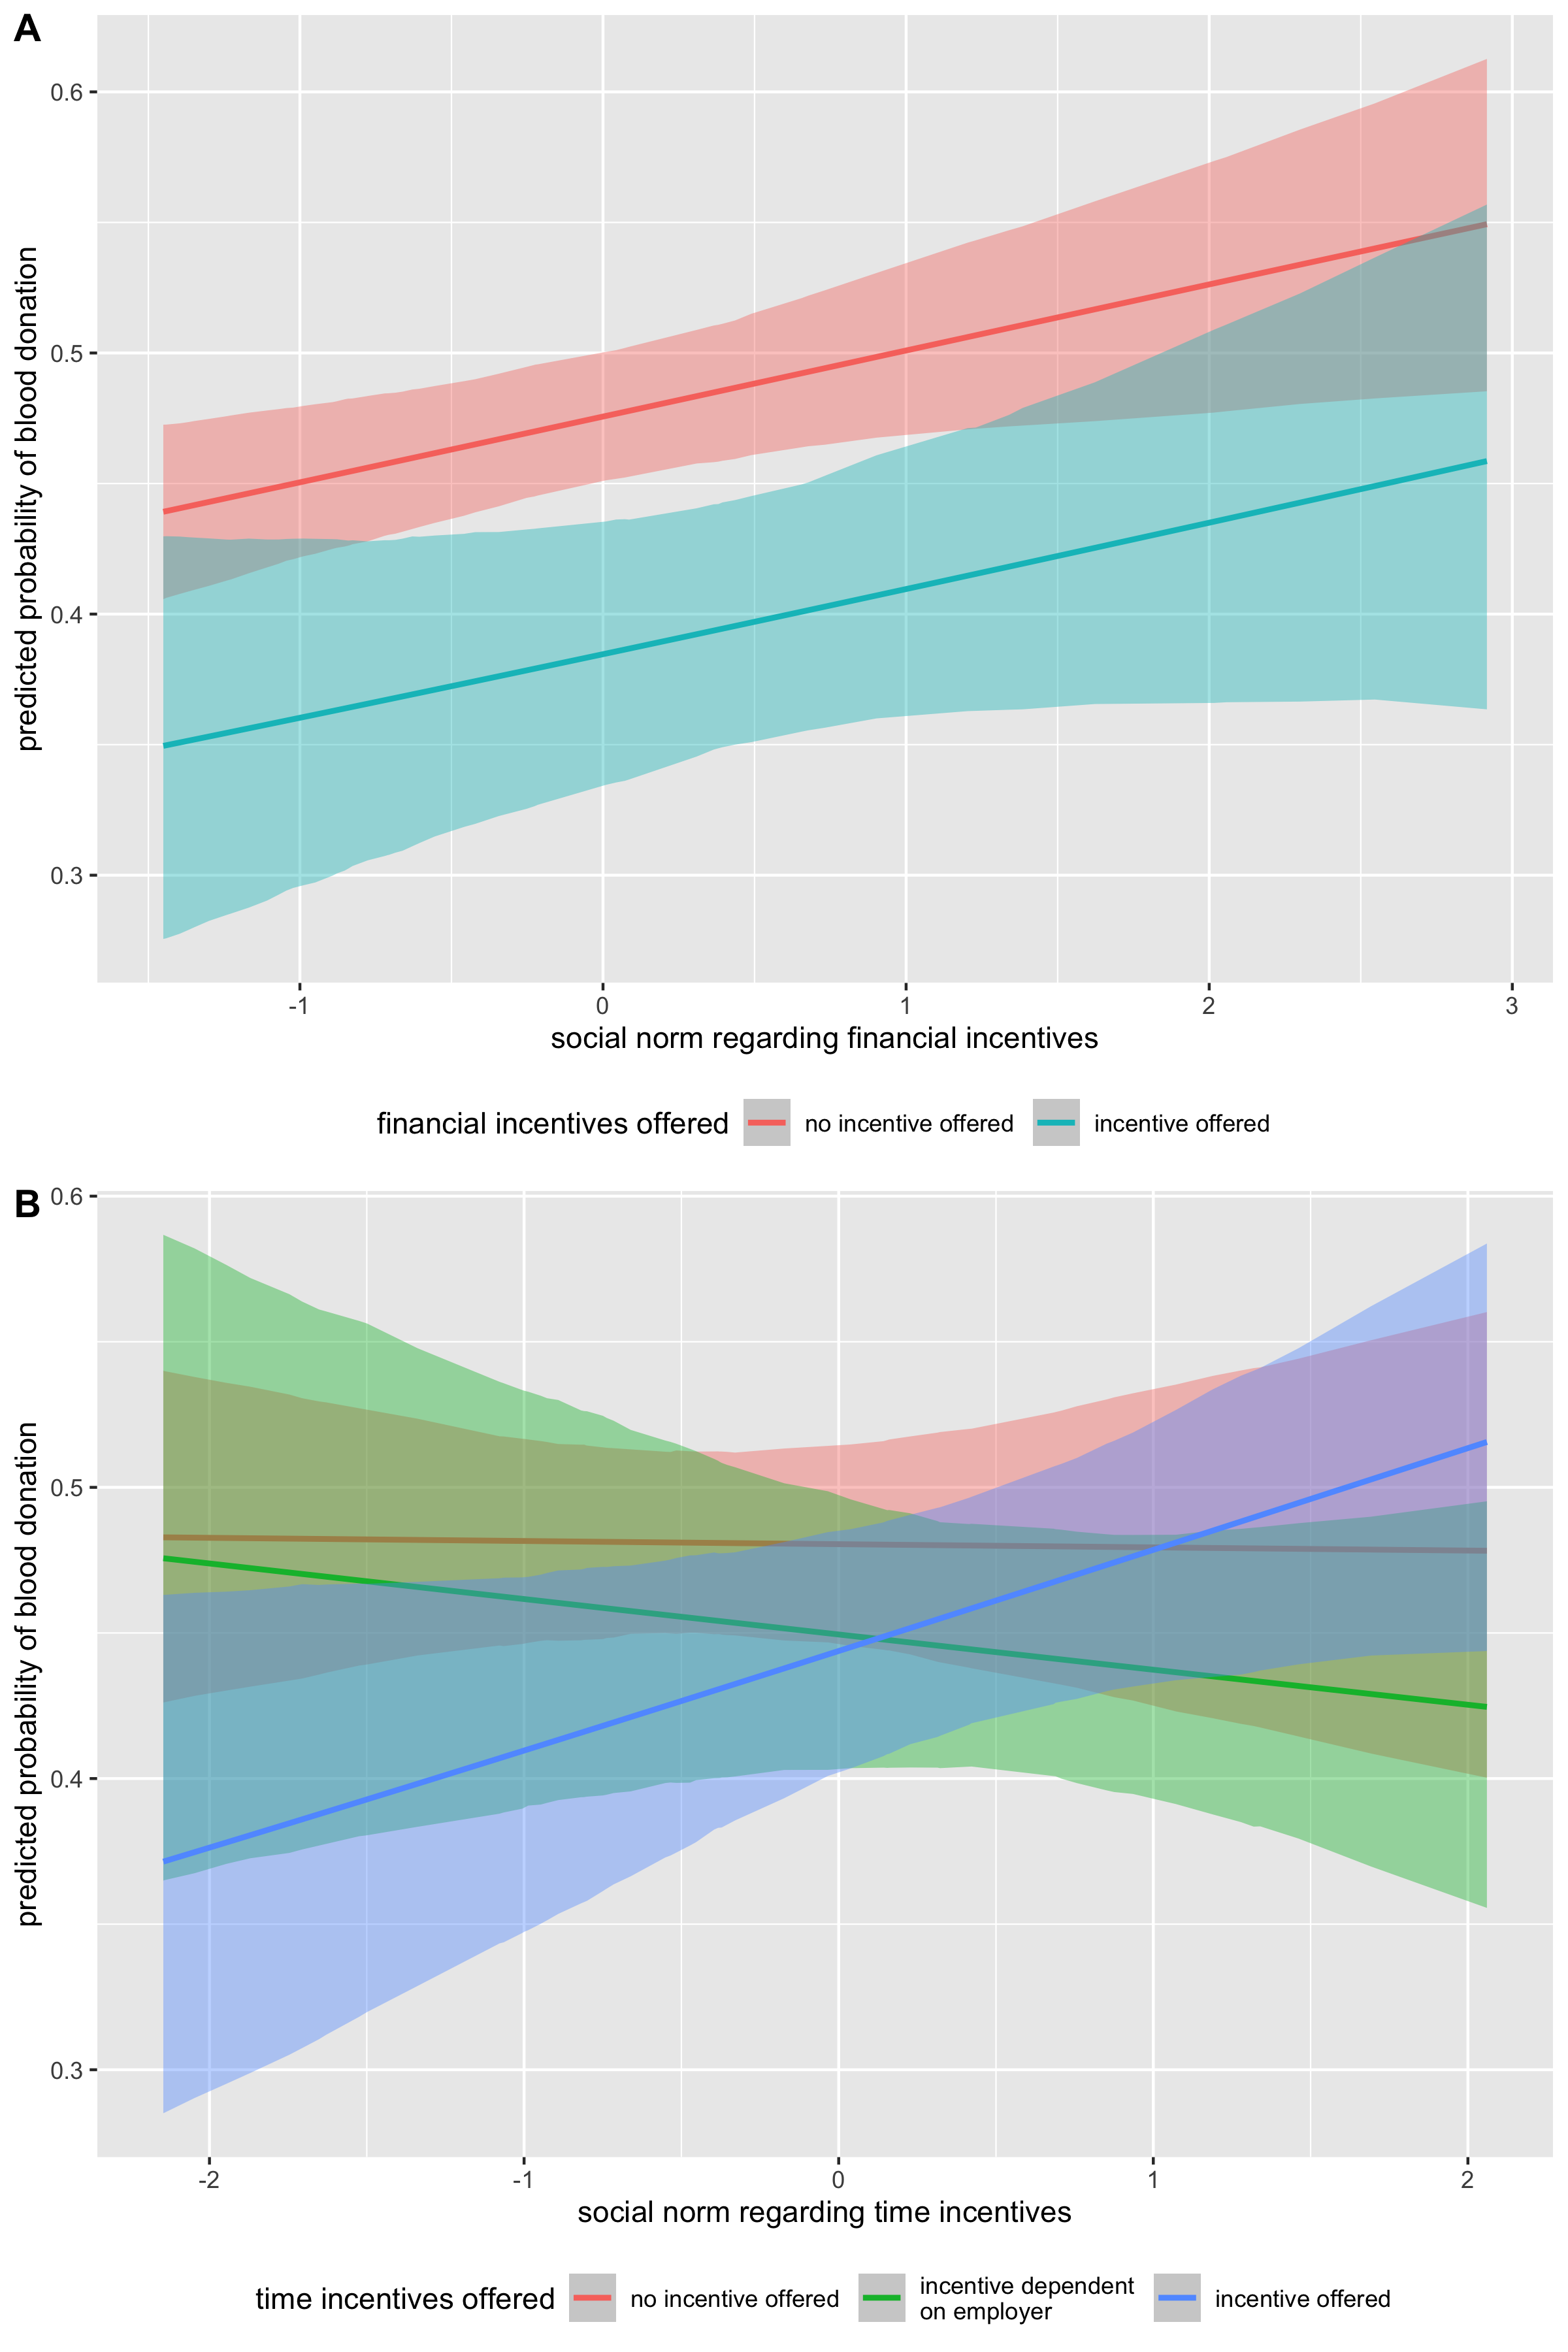 A
0.6
0.5
0.4
0.3
predicted probability of blood donation
-1 0 1 2 3
social norm regarding financial incentives
financial incentives offered no incentive offered incentive offered
B
0.6
0.5
0.4
0.3
predicted probability of blood donation
-2 -1 0 1 2
social norm regarding time incentives
time incentives offered no incentive offered incentive dependent
on employer incentive offered